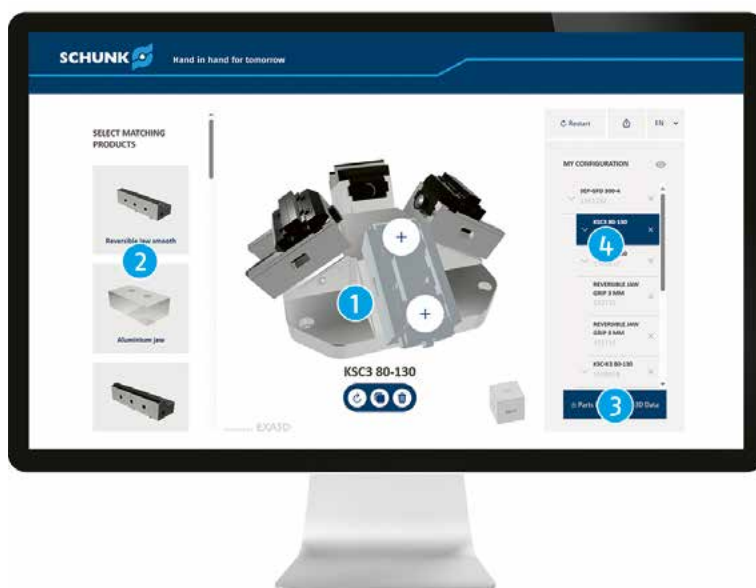 SCHUNK
Hand in hand for tomorrow
SELECT MATCHING
PRODUCTS
Reversible Jaw smooth
2
Aluminium jaw
1
KSC3 80-130
EXA3D
Restart
EN
MY CONFIGURATION
KSC3 80-130
4
REVERSIBLE JAW
GRIP 3 MM
REVERSIBLE JAW
GRIP 3 MM
Parts
3
3D Data